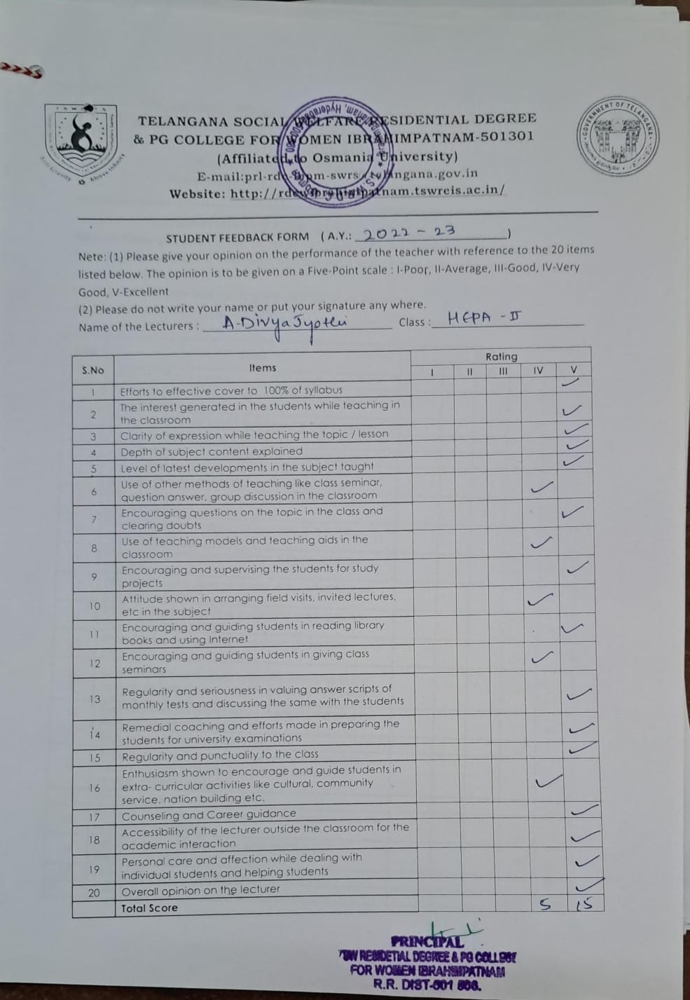 TELANGANA SOCIAL WELFARE RESIDENTIAL DEGREE
& PG COLLEGE FOR WOMEN IBRAHIMPATNAM-501301
(Affiliated to Osmania University)
E-mail:prl-rdc- -swrs telangana.gov.in
Website: http://rdcwibrahimpatnam.tswreis.ac.in/
GOVERNMENT OF TELANGANA
Above Infinity
STUDENT FEEDBACK FORM ( A.Y.: 2022 - 23 )
Note: (1) Please give your opinion on the performance of the teacher with reference to the 20 items
listed below. The opinion is to be given on a Five-Point scale : I-Poor, II-Average, III-Good, IV-Very
Good, V-Excellent
(2) Please do not write your name or put your signature any where.
Name of the Lecturers : A-Divya Jyothi Class : HEPA - II
S.No Items Rating
I II III IV V
1 Efforts to effective cover to 100% of syllabus ✓
2 The interest generated in the students while teaching in
the classroom ✓
3 Clarity of expression while teaching the topic / lesson ✓
4 Depth of subject content explained ✓
5 Level of latest developments in the subject taught ✓
6 Use of other methods of teaching like class seminar,
question answer, group discussion in the classroom ✓
7 Encouraging questions on the topic in the class and
clearing doubts ✓
8 Use of teaching models and teaching aids in the
classroom ✓
9 Encouraging and supervising the students for study
projects ✓
10 Attitude shown in arranging field visits, invited lectures,
etc in the subject ✓
11 Encouraging and guiding students in reading library
books and using Internet ✓
12 Encouraging and guiding students in giving class
seminars ✓
13 Regularity and seriousness in valuing answer scripts of
monthly tests and discussing the same with the students ✓
14 Remedial coaching and efforts made in preparing the
students for university examinations ✓
15 Regularity and punctuality to the class ✓
16 Enthusiasm shown to encourage and guide students in
extra- curricular activities like cultural, community
service, nation building etc. ✓
17 Counseling and Career guidance ✓
18 Accessibility of the lecturer outside the classroom for the
academic interaction ✓
19 Personal care and affection while dealing with
individual students and helping students ✓
20 Overall opinion on the lecturer ✓
Total Score 5 15
PRINCIPAL
TSW RESIDETIAL DEGREE & PG COLLEGE
FOR WOMEN IBRAHIMPATNAM
R.R. DIST-501 506.